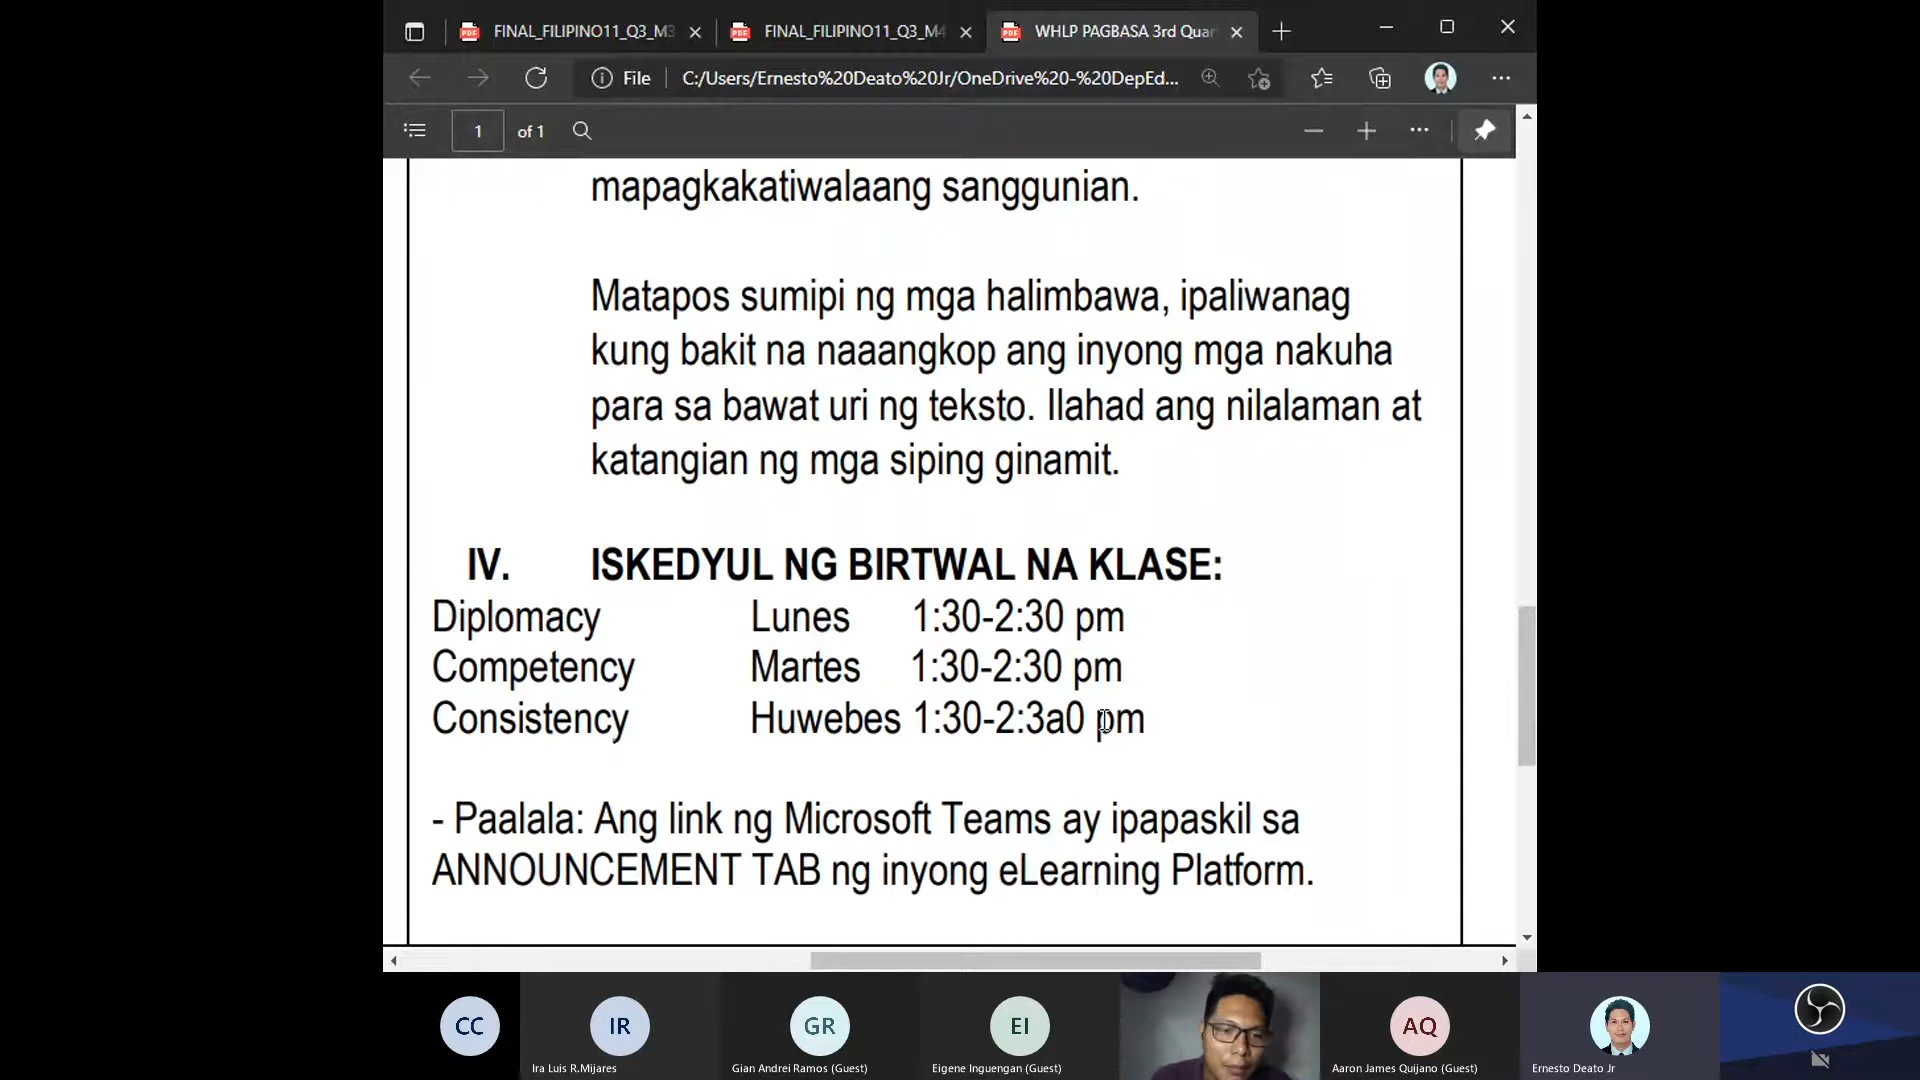 FINAL_FILIPINO11_Q3_M3
FINAL_FILIPINO11_Q3_M4
WHLP PAGBASA 3rd Quar
File
C:/Users/Ernesto%20Deato%20Jr/OneDrive%20-%20DepEd...
1
of 1
mapagkakatiwalaang sanggunian.
Matapos sumipi ng mga halimbawa, ipaliwanag
kung bakit na naaangkop ang inyong mga nakuha
para sa bawat uri ng teksto. Ilahad ang nilalaman at
katangian ng mga siping ginamit.
IV. ISKEDYUL NG BIRTWAL NA KLASE:
Diplomacy Lunes 1:30-2:30 pm
Competency Martes 1:30-2:30 pm
Consistency Huwebes 1:30-2:3a0 pm
- Paalala: Ang link ng Microsoft Teams ay ipapaskil sa
ANNOUNCEMENT TAB ng inyong eLearning Platform.
CC
IR
GR
EI
AQ
Ira Luis R.Mijares
Gian Andrei Ramos (Guest)
Eigene Inguengan (Guest)
Aaron James Quijano (Guest)
Ernesto Deato Jr